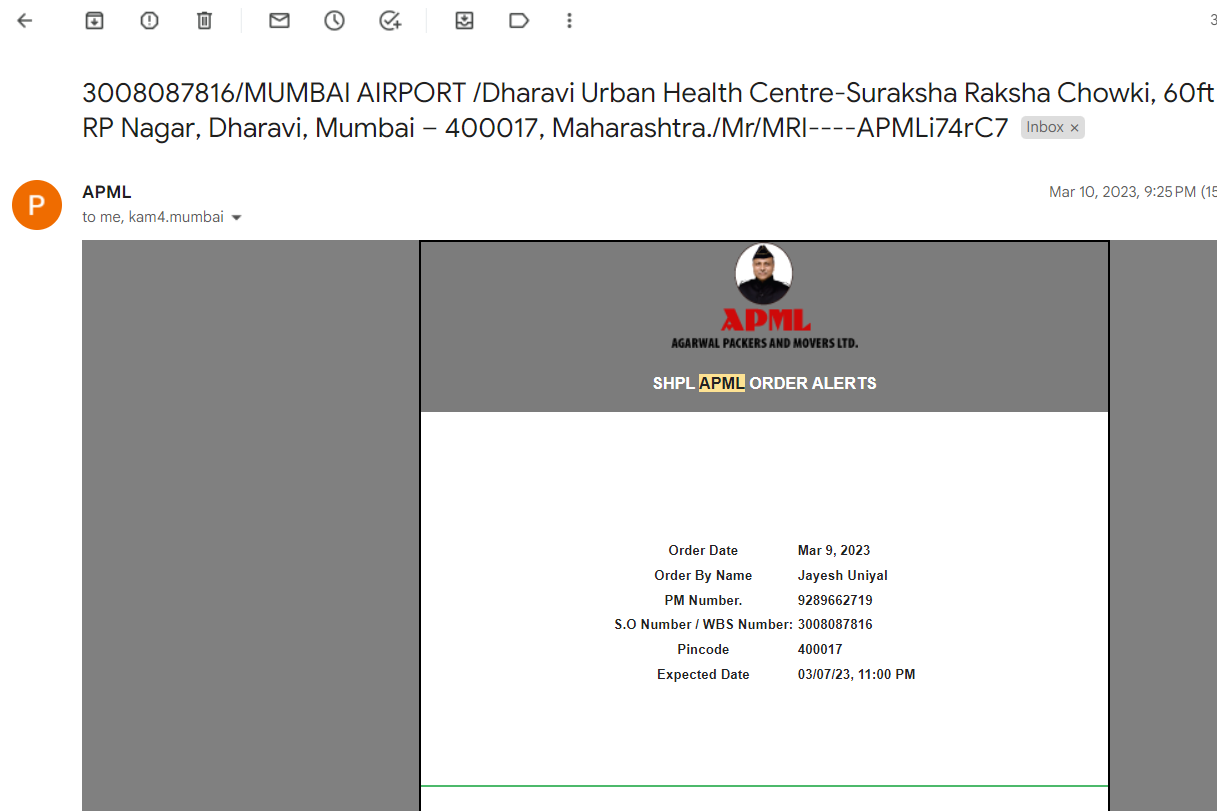 3
3008087816/MUMBAI AIRPORT /Dharavi Urban Health Centre-Suraksha Raksha Chowki, 60ft
RP Nagar, Dharavi, Mumbai – 400017, Maharashtra./Mr/MRI----APMLi74rC7 Inbox ×
P
APML
Mar 10, 2023, 9:25 PM (15
to me, kam4.mumbai
APML
AGARWAL PACKERS AND MOVERS LTD.
SHPL APML ORDER ALERTS
Order Date Mar 9, 2023
Order By Name Jayesh Uniyal
PM Number. 9289662719
S.O Number / WBS Number: 3008087816
Pincode 400017
Expected Date 03/07/23, 11:00 PM